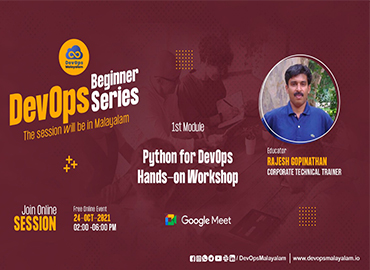 DevOps
Malayalam
DevOps
Beginner
Series
The session will be in Malayalam
1st Module
Python for DevOps
Hands-on Workshop
Educator
RAJESH GOPINATHAN
CORPORATE TECHNICAL TRAINER
Join Online
SESSION
Free Online Event
24-OCT-2021
02:00 -06:00 PM
Google Meet
/DevOpsMalayalam
www.devopsmalayalam.io